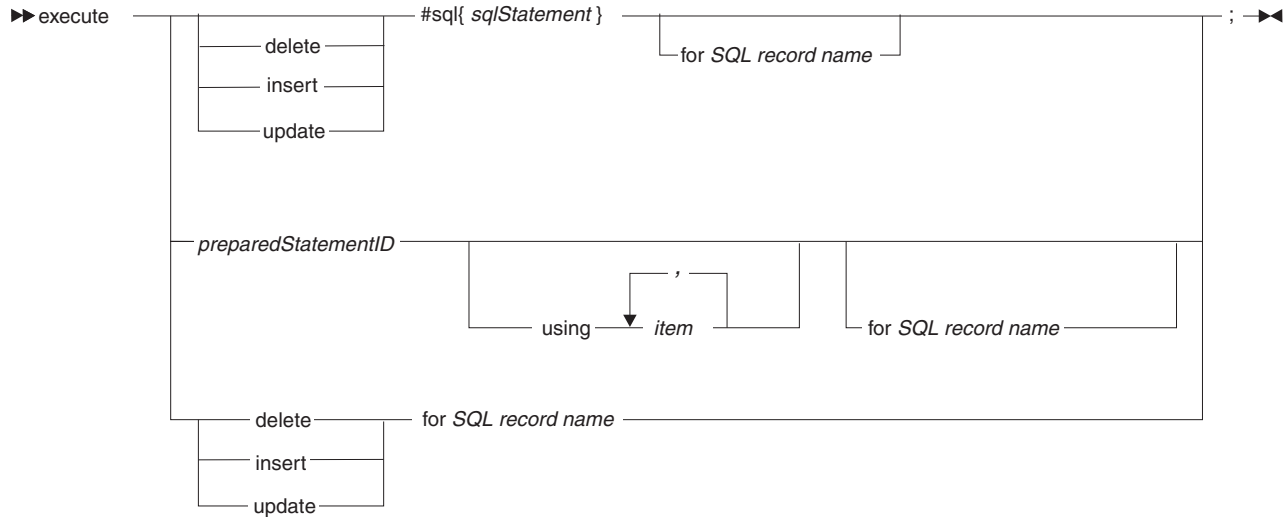 execute #sql{ sqlStatement } ;
delete
for SQL record name
insert
update
preparedStatementID
,
using item for SQL record name
delete for SQL record name
insert
update